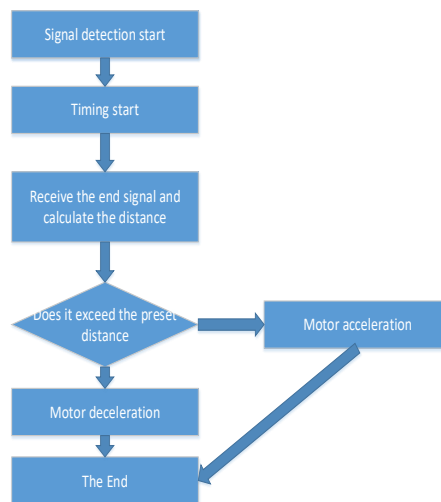 Signal detection start
Timing start
Receive the end signal and
calculate the distance
Does it exceed the preset
distance
Motor acceleration
Motor deceleration
The End